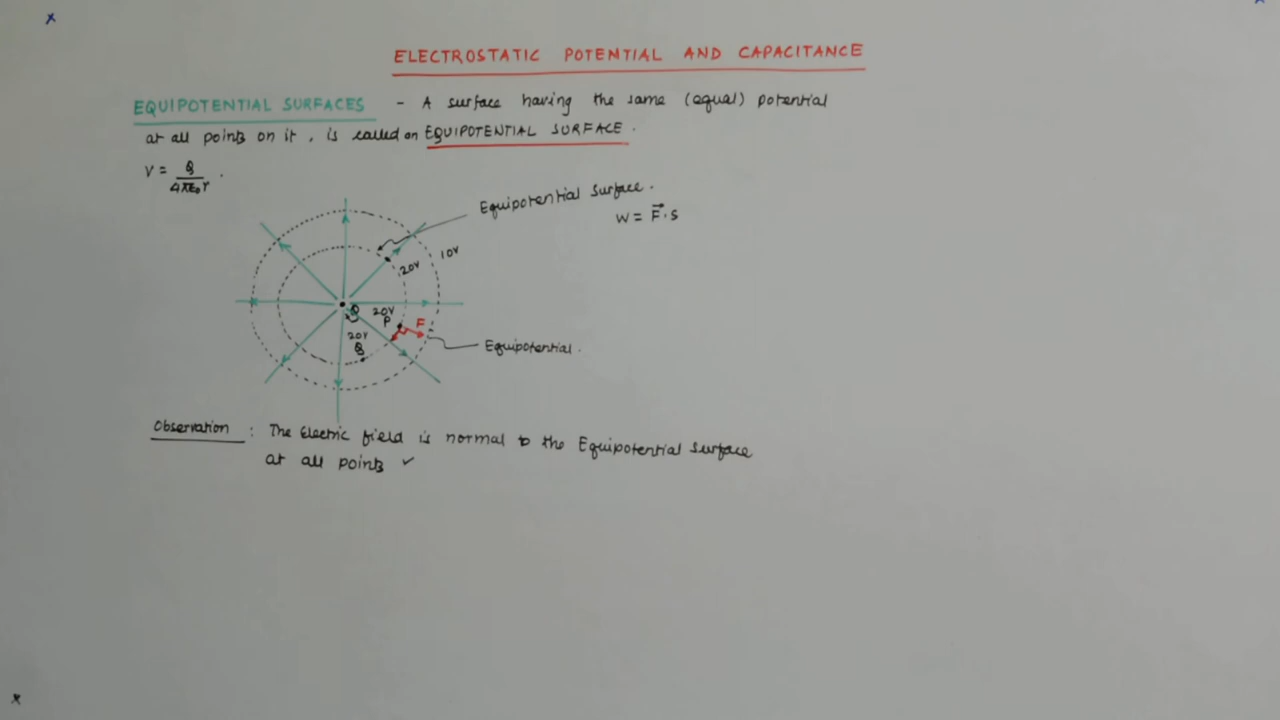 ELECTROSTATIC POTENTIAL AND CAPACITANCE
EQUIPOTENTIAL SURFACES - A surface having the same (equal) potential
at all points on it, is called an EQUIPOTENTIAL SURFACE.
V = Q / 4πε₀r .
Equipotential Surface.
W = F⃗.s
10V
20V
Q
20V
P
F
20V
Q
Equipotential.
Observation : The Electric field is normal to the Equipotential Surface
at all points ✓